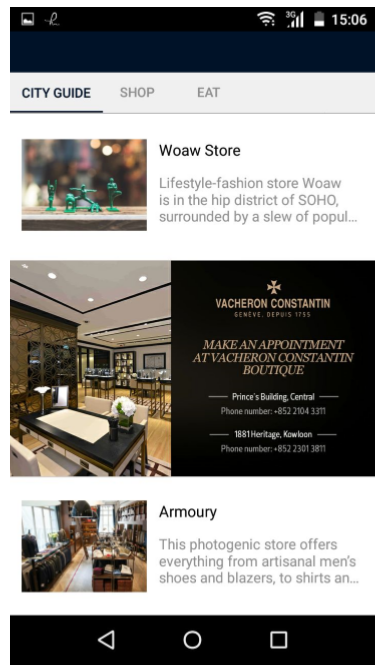 3G 15:06
CITY GUIDE SHOP EAT
Woaw Store
Lifestyle-fashion store Woaw
is in the hip district of SOHO,
surrounded by a slew of popul...
VACHERON CONSTANTIN
GENÈVE, DEPUIS 1755
MAKE AN APPOINTMENT
AT VACHERON CONSTANTIN
BOUTIQUE
Prince's Building, Central
Phone number: +852 2104 3311
1881 Heritage, Kowloon
Phone number: +852 2301 3811
Armoury
This photogenic store offers
everything from artisanal men's
shoes and blazers, to shirts an...